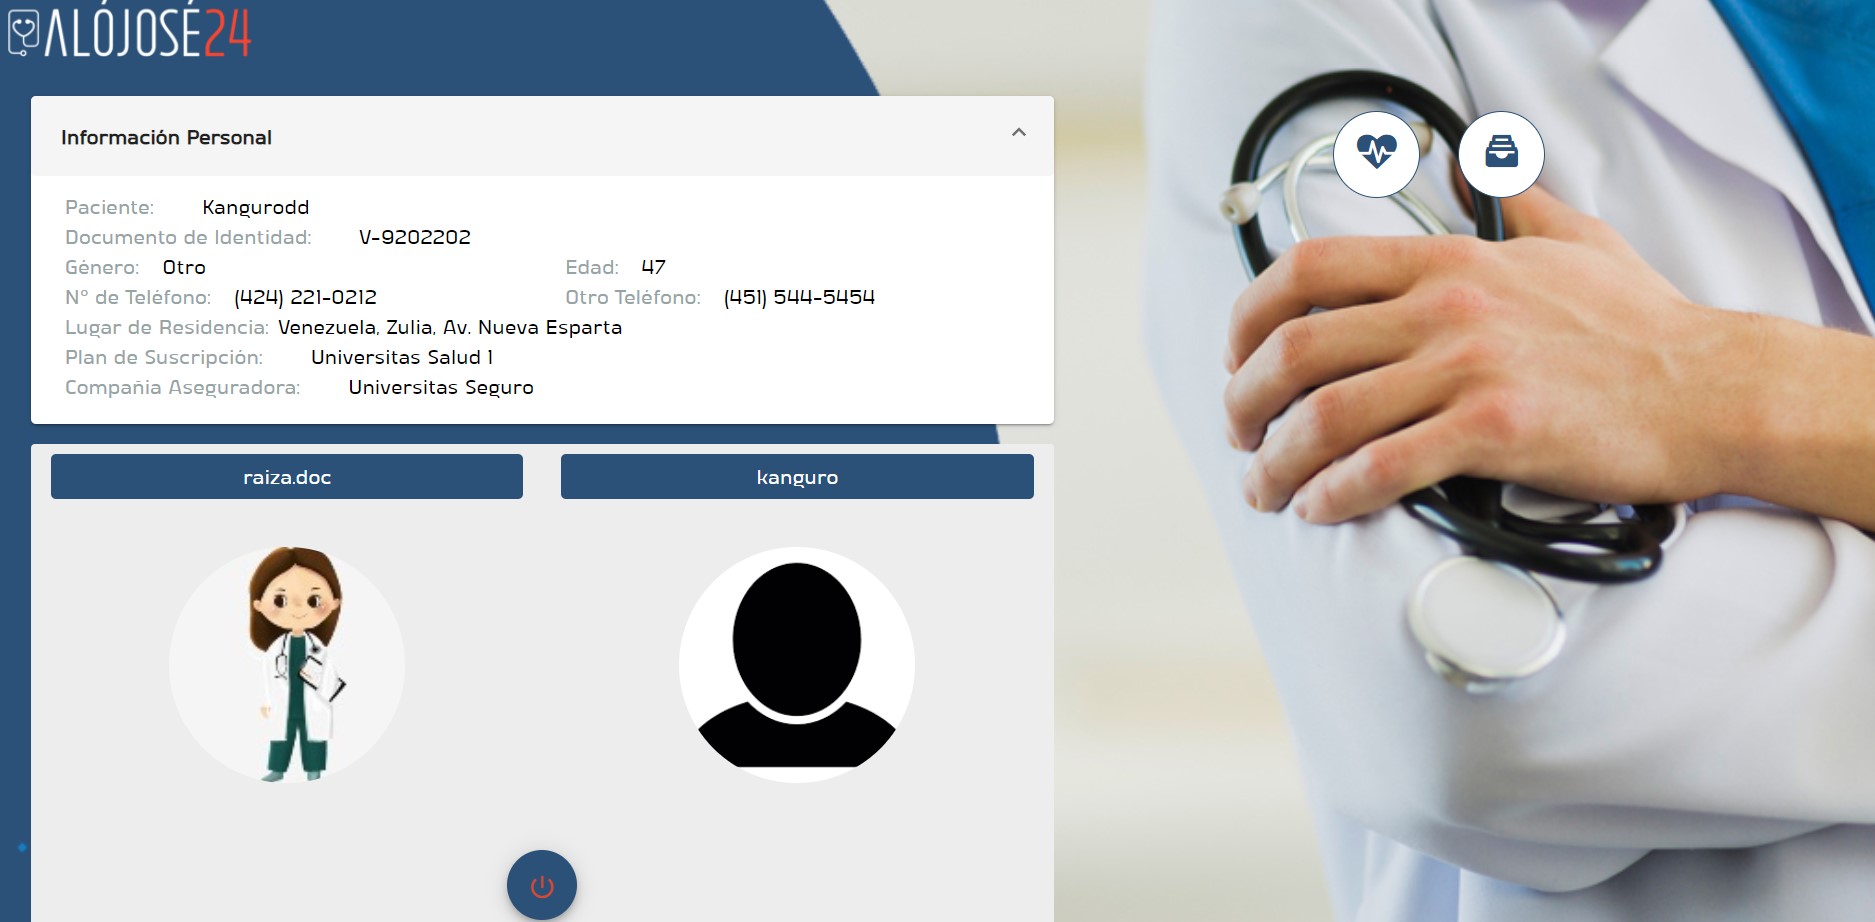 ALÓJOSÉ24
Información Personal
Paciente: Kangurodd
Documento de Identidad: V-9202202
Género: Otro Edad: 47
N° de Teléfono: (424) 221-0212 Otro Teléfono: (451) 544-5454
Lugar de Residencia: Venezuela, Zulia, Av. Nueva Esparta
Plan de Suscripción: Universitas Salud 1
Compañia Aseguradora: Universitas Seguro
raiza.doc kanguro